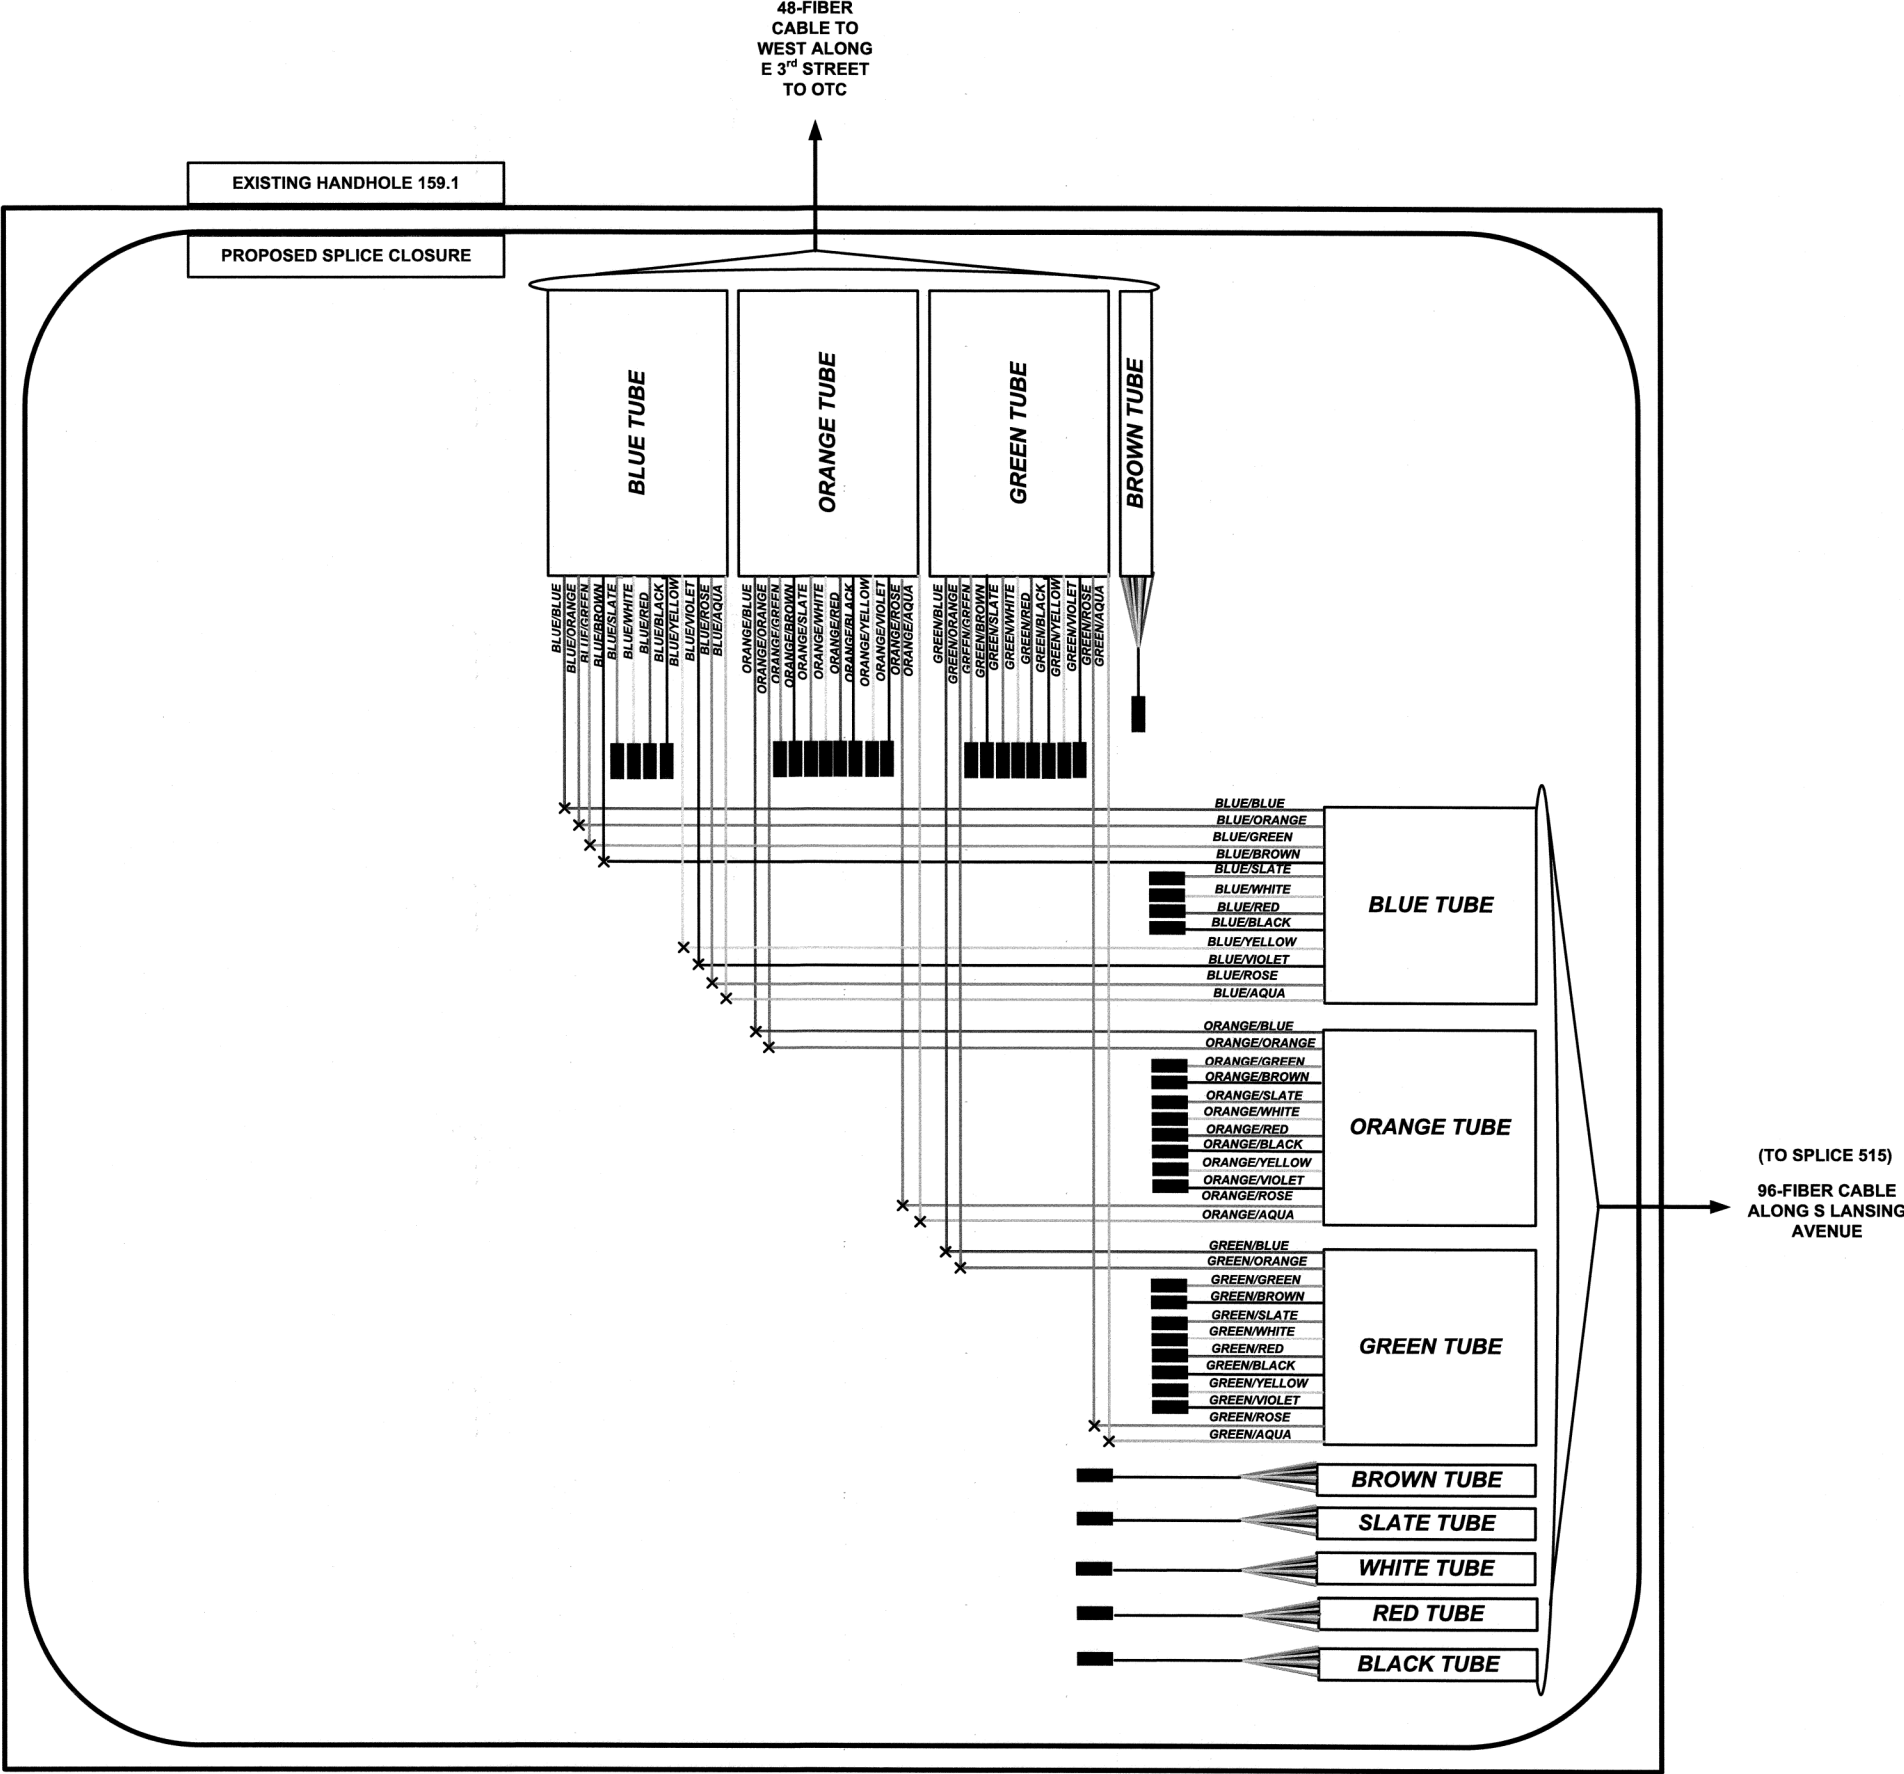 48-FIBER
CABLE TO
WEST ALONG
E 3rd STREET
TO OTC
EXISTING HANDHOLE 159.1
PROPOSED SPLICE CLOSURE
BLUE TUBE
ORANGE TUBE
GREEN TUBE
BROWN TUBE
BLUE/BLUE
BLUE/ORANGE
BLUE/GREEN
BLUE/BROWN
BLUE/SLATE
BLUE/WHITE
BLUE/RED
BLUE/BLACK
BLUE/YELLOW
BLUE/VIOLET
BLUE/ROSE
BLUE/AQUA
ORANGE/BLUE
ORANGE/ORANGE
ORANGE/GREEN
ORANGE/BROWN
ORANGE/SLATE
ORANGE/WHITE
ORANGE/RED
ORANGE/BLACK
ORANGE/YELLOW
ORANGE/VIOLET
ORANGE/ROSE
ORANGE/AQUA
GREEN/BLUE
GREEN/ORANGE
GREEN/GREEN
GREEN/BROWN
GREEN/SLATE
GREEN/WHITE
GREEN/RED
GREEN/BLACK
GREEN/YELLOW
GREEN/VIOLET
GREEN/ROSE
GREEN/AQUA
BLUE/BLUE
BLUE/ORANGE
BLUE/GREEN
BLUE/BROWN
BLUE/SLATE
BLUE/WHITE
BLUE/RED
BLUE/BLACK
BLUE/YELLOW
BLUE/VIOLET
BLUE/ROSE
BLUE/AQUA
BLUE TUBE
ORANGE/BLUE
ORANGE/ORANGE
ORANGE/GREEN
ORANGE/BROWN
ORANGE/SLATE
ORANGE/WHITE
ORANGE/RED
ORANGE/BLACK
ORANGE/YELLOW
ORANGE/VIOLET
ORANGE/ROSE
ORANGE/AQUA
ORANGE TUBE
(TO SPLICE 515)
96-FIBER CABLE
ALONG S LANSING
AVENUE
GREEN/BLUE
GREEN/ORANGE
GREEN/GREEN
GREEN/BROWN
GREEN/SLATE
GREEN/WHITE
GREEN/RED
GREEN/BLACK
GREEN/YELLOW
GREEN/VIOLET
GREEN/ROSE
GREEN/AQUA
GREEN TUBE
BROWN TUBE
SLATE TUBE
WHITE TUBE
RED TUBE
BLACK TUBE